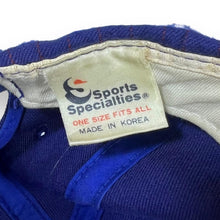 Sports
Specialties®
ONE SIZE FITS ALL
MADE IN KOREA